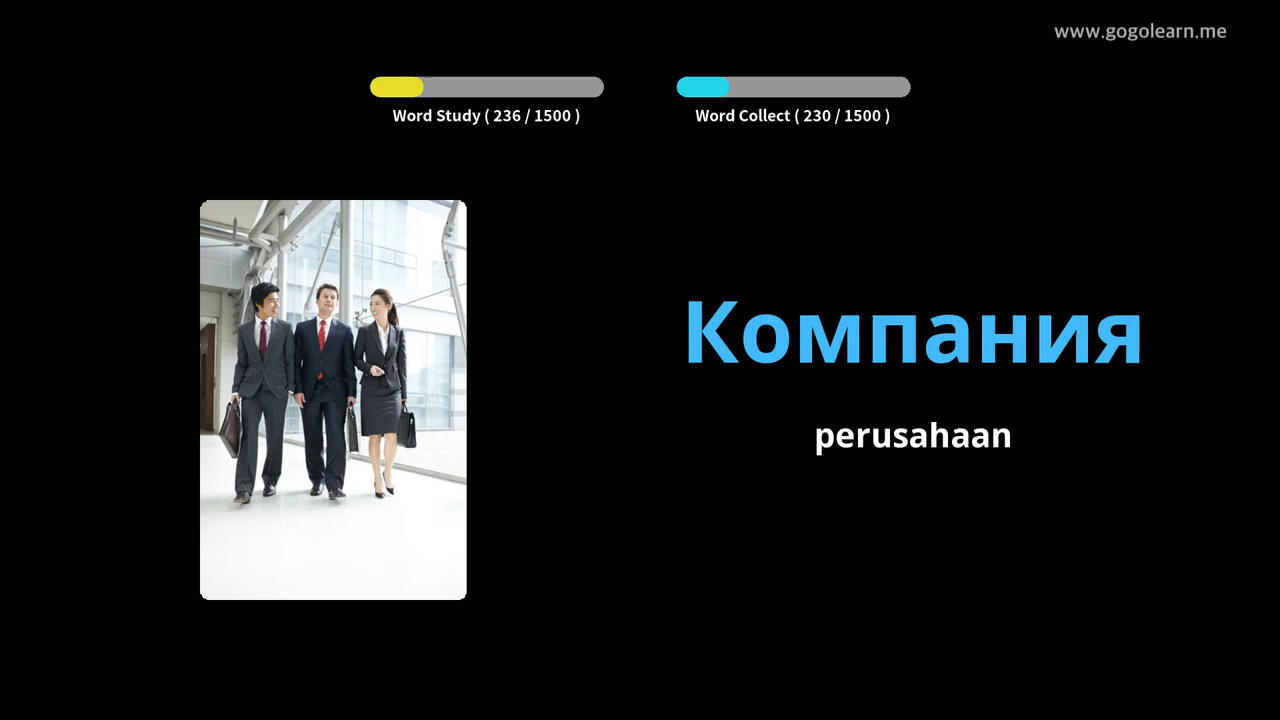 www.gogolearn.me
Word Study ( 236 / 1500 )
Word Collect ( 230 / 1500 )
Компания
perusahaan